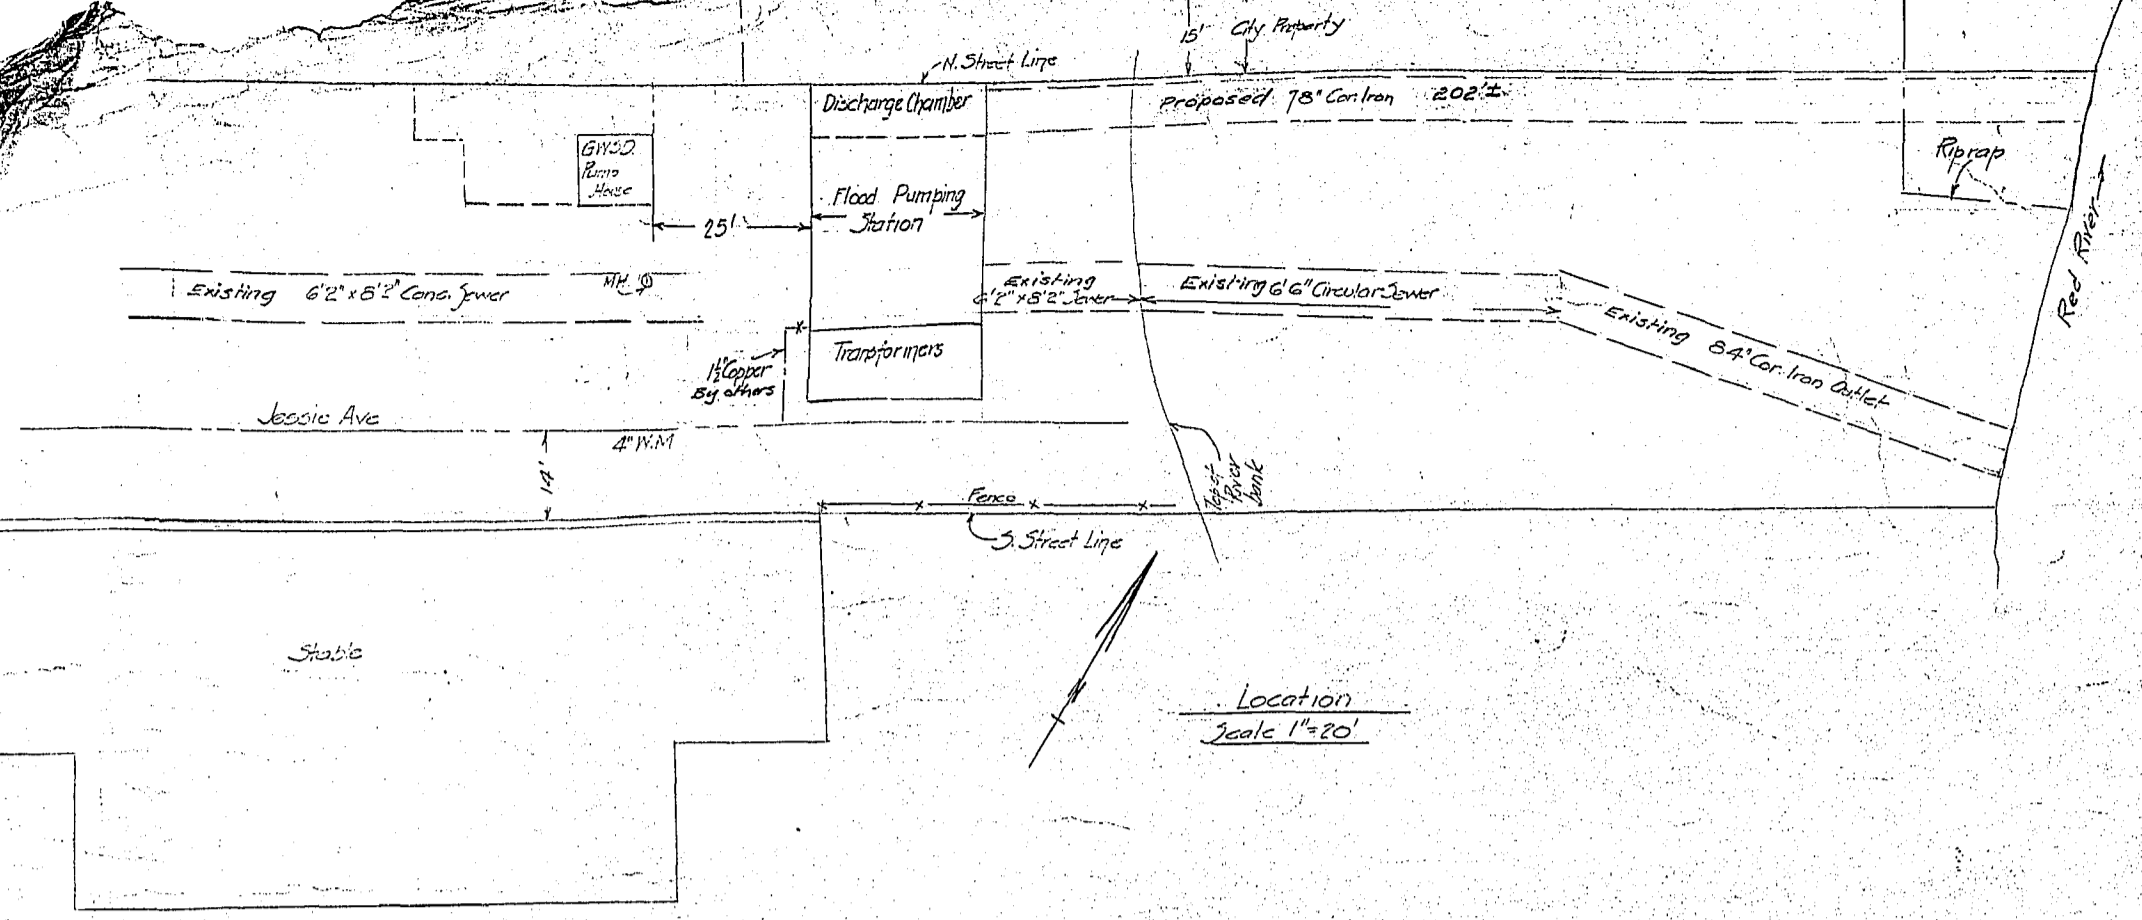 15' City Property
N. Street Line
Discharge Chamber
Proposed 78" Cor. Iron 202'±
GWSD.
Pump
House
Riprap
Flood Pumping
Station
25'
Red River
MH.
Existing 6'2" x 8'2" Conc. Sewer
Existing
6'2" x 8'2" Sewer
Existing 6'6" Circular Sewer
Existing 84" Cor. Iron Outlet
Transformers
1½" Copper
By others
Jessie Ave
4" W.M
14'
Top of
River
bank
Fence
S. Street Line
Stable
Location
Scale 1"=20'